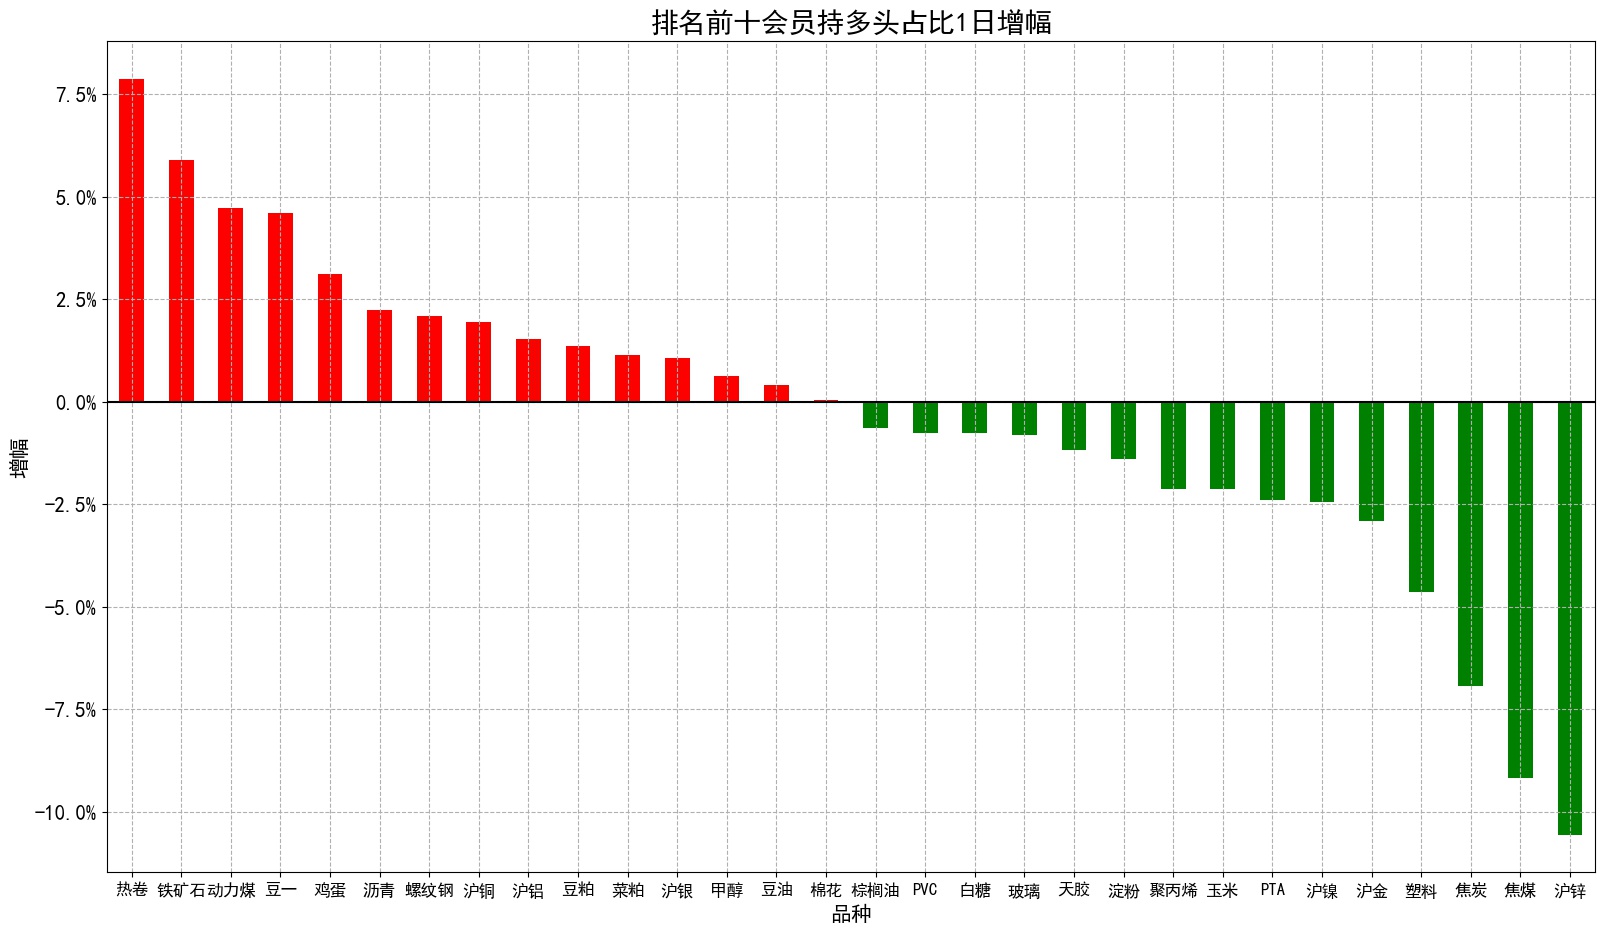 排名前十会员持多头占比1日增幅
7.5%
5.0%
2.5%
0.0%
−2.5%
−5.0%
−7.5%
−10.0%
增幅
热卷 铁矿石 动力煤 豆一 鸡蛋 沥青 螺纹钢 沪铜 沪铝 豆粕 菜粕 沪银 甲醇 豆油 棉花 棕榈油 PVC 白糖 玻璃 天胶 淀粉 聚丙烯 玉米 PTA 沪镍 沪金 塑料 焦炭 焦煤 沪锌
品种